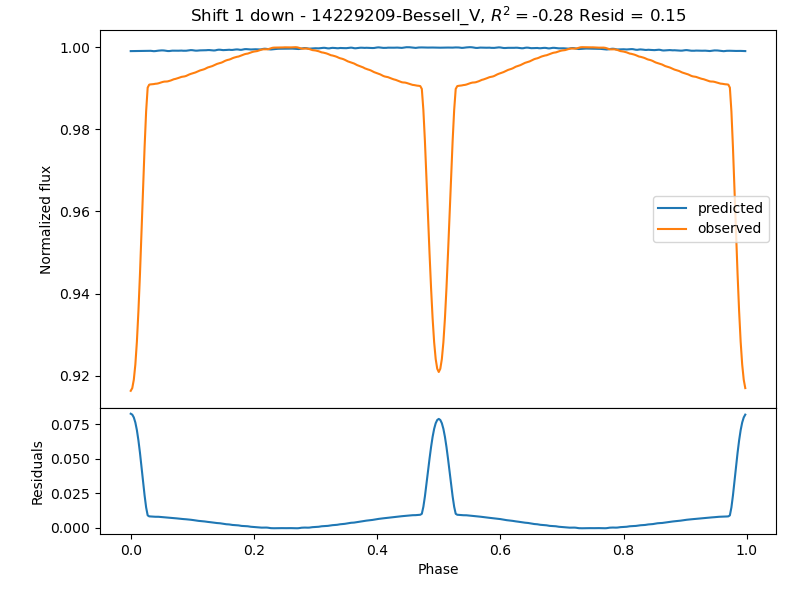 Shift 1 down - 14229209-Bessell_V, R² = -0.28 Resid = 0.15
1.00
0.98
0.96
0.94
0.92
Normalized flux
predicted
observed
0.075
0.050
0.025
0.000
Residuals
0.0 0.2 0.4 0.6 0.8 1.0
Phase